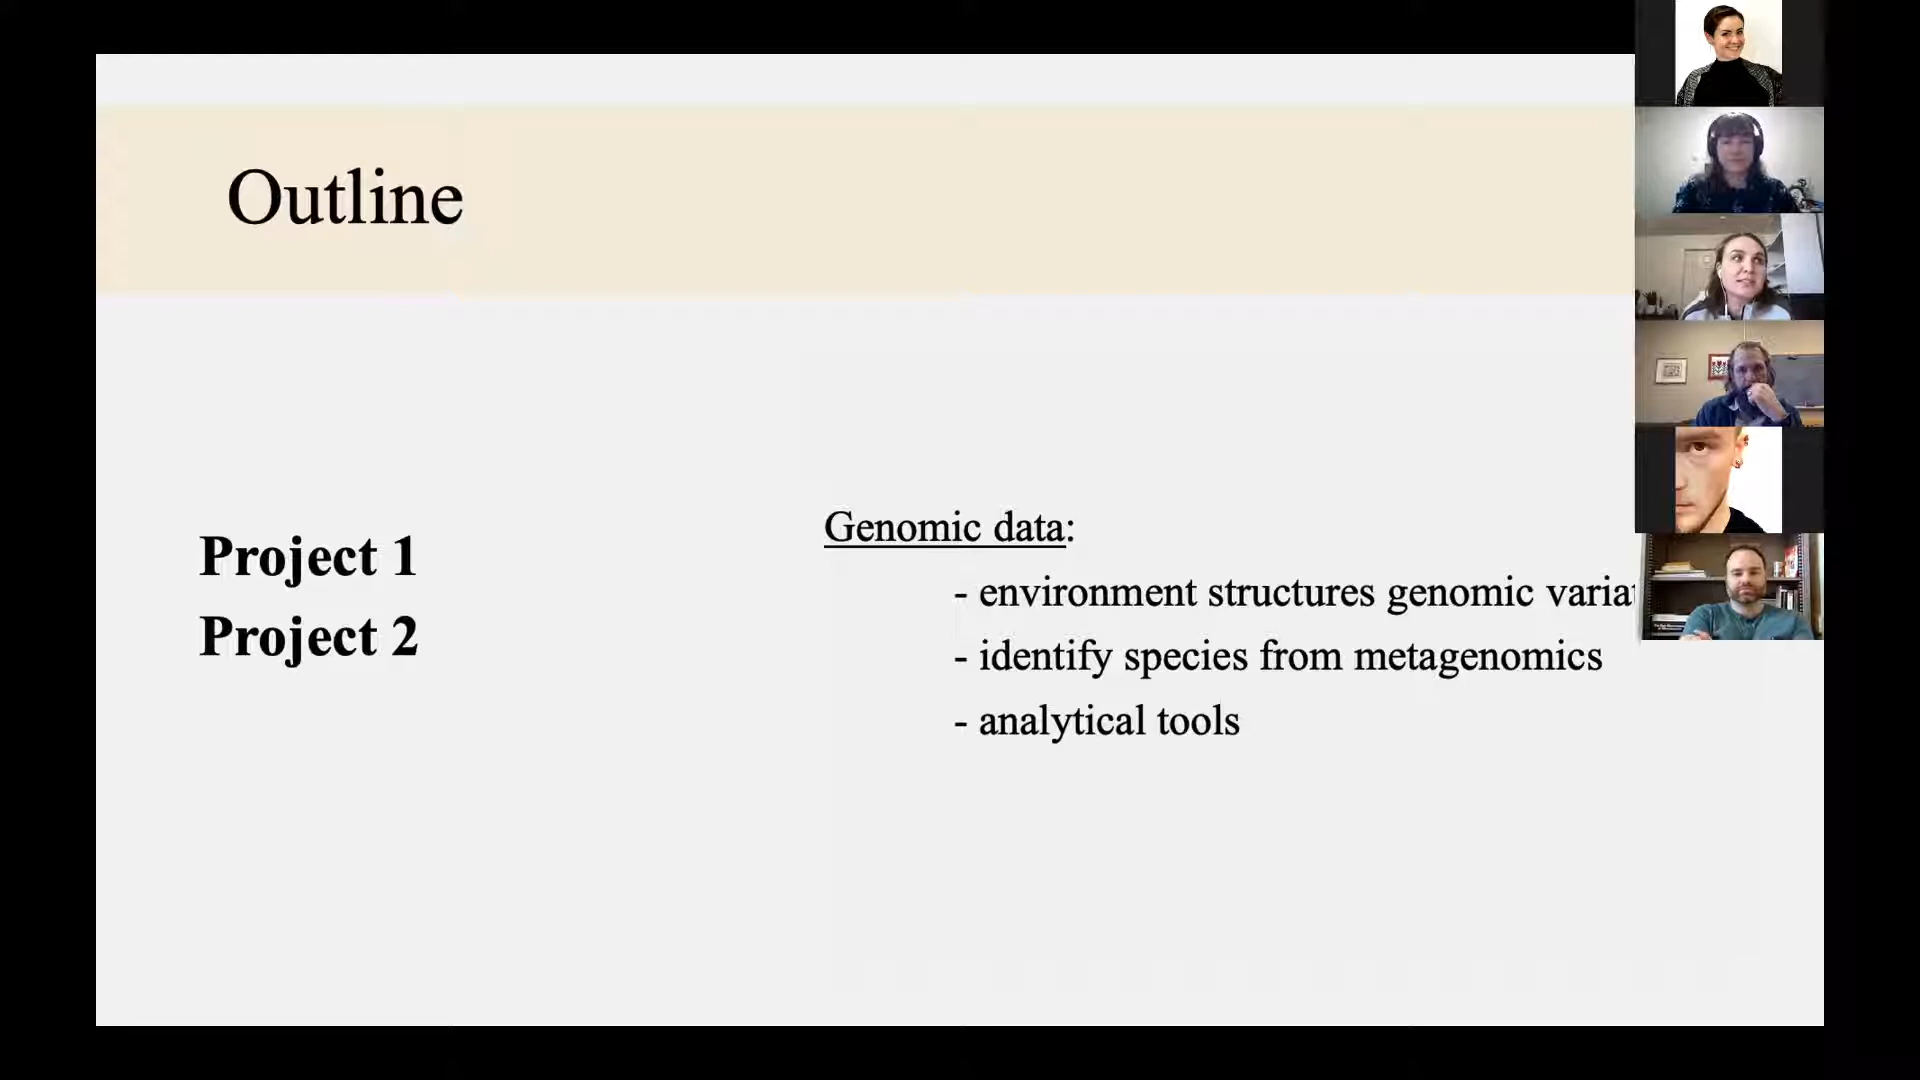 Outline
Project 1
Project 2
Genomic data:
- environment structures genomic
- identify species from metagenomics
- analytical tools